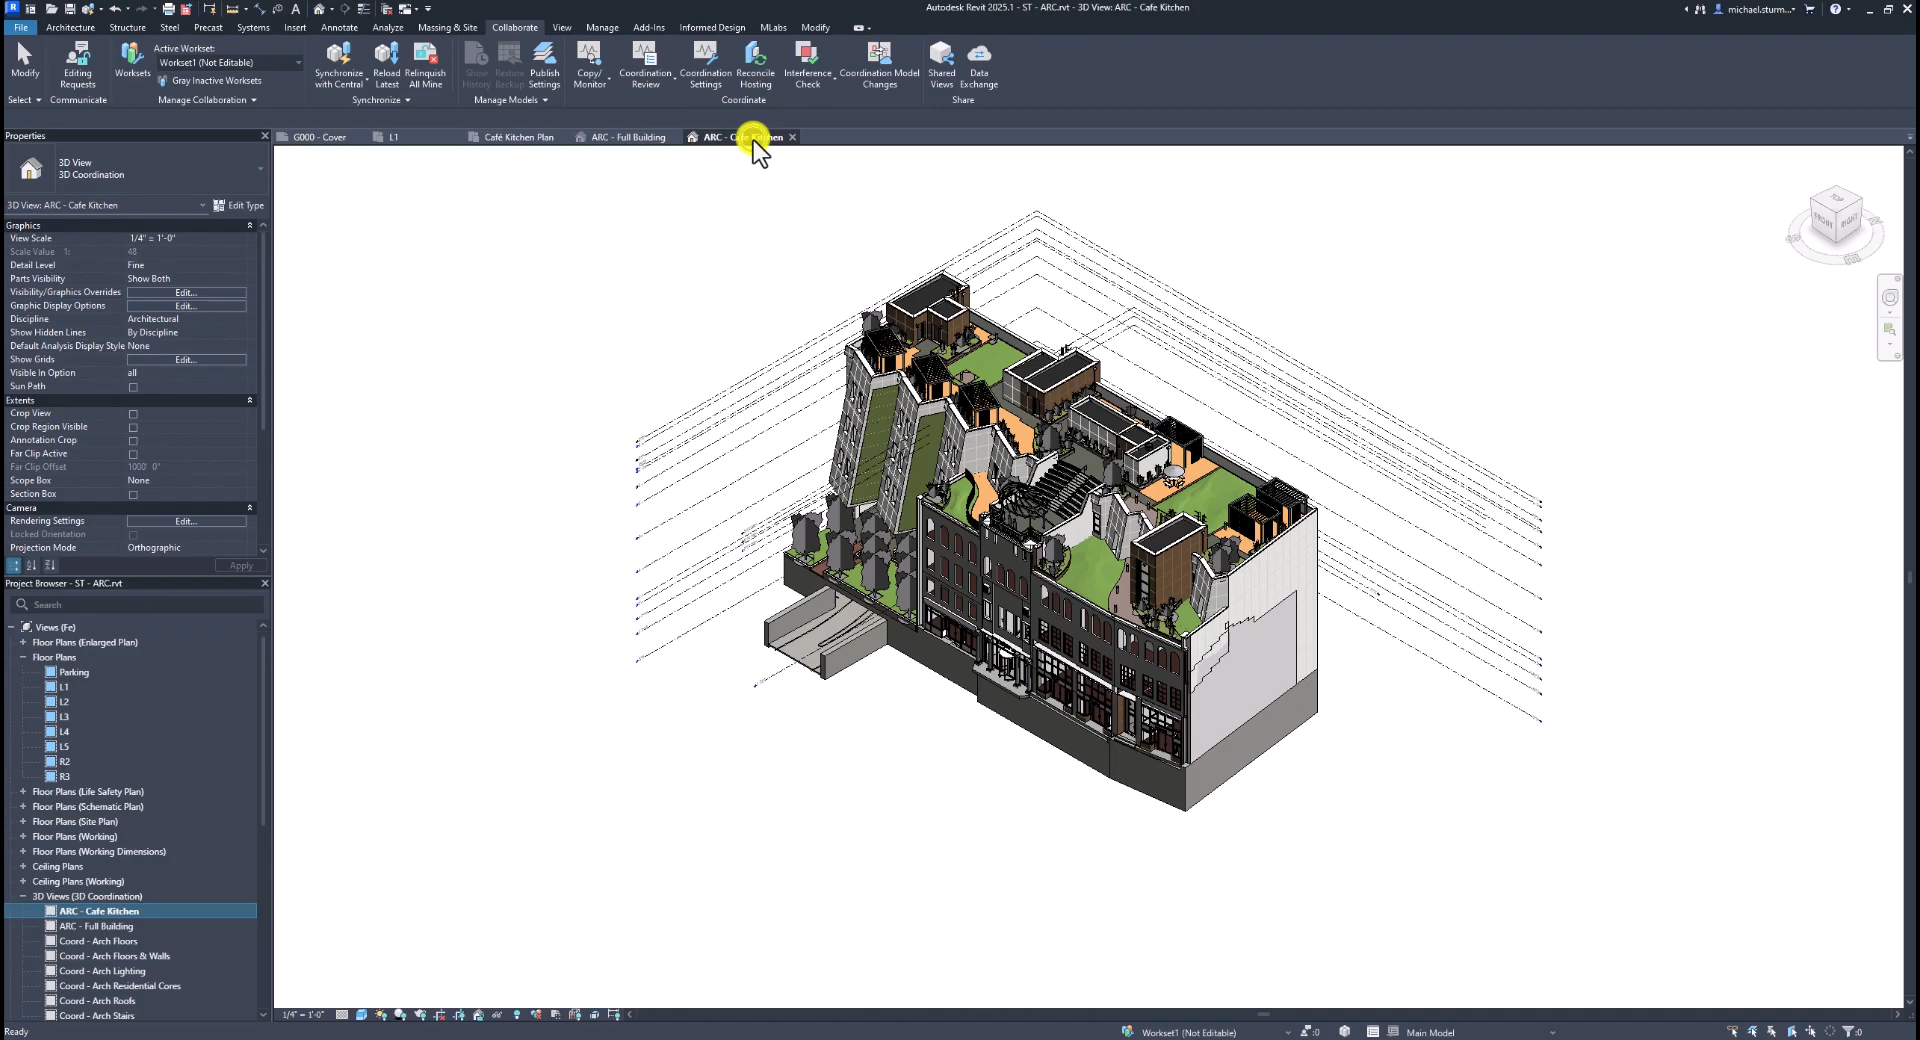 Autodesk Revit 2025.1 - ST - ARC.rvt - 3D View: ARC - Cafe Kitchen
michael.sturm...
File Architecture Structure Steel Precast Systems Insert Annotate Analyze Massing & Site Collaborate View Manage Add-Ins Informed Design MLabs Modify
Modify
Editing Requests
Worksets
Active Workset:
Workset1 (Not Editable)
Gray Inactive Worksets
Synchronize with Central
Reload Latest
Relinquish All Mine
Show History
Restore Backup
Publish Settings
Copy/ Monitor
Coordination Review
Coordination Settings
Reconcile Hosting
Interference Check
Coordination Model Changes
Shared Views
Data Exchange
Select Communicate Manage Collaboration Synchronize Manage Models Coordinate Share
Properties
G000 - Cover
L1
Café Kitchen Plan
ARC - Full Building
ARC - Cafe Kitchen
3D View
3D Coordination
3D View: ARC - Cafe Kitchen
Edit Type
Graphics
View Scale 1/4" = 1'-0"
Scale Value 1: 48
Detail Level Fine
Parts Visibility Show Both
Visibility/Graphics Overrides Edit...
Graphic Display Options Edit...
Discipline Architectural
Show Hidden Lines By Discipline
Default Analysis Display Style None
Show Grids Edit...
Visible In Option all
Sun Path
Extents
Crop View
Crop Region Visible
Annotation Crop
Far Clip Active
Far Clip Offset 1000' 0"
Scope Box None
Section Box
Camera
Rendering Settings Edit...
Locked Orientation
Projection Mode Orthographic
Apply
Project Browser - ST - ARC.rvt
Search
Views (Fe)
Floor Plans (Enlarged Plan)
Floor Plans
Parking
L1
L2
L3
L4
L5
R2
R3
Floor Plans (Life Safety Plan)
Floor Plans (Schematic Plan)
Floor Plans (Site Plan)
Floor Plans (Working)
Floor Plans (Working Dimensions)
Ceiling Plans
Ceiling Plans (Working)
3D Views (3D Coordination)
ARC - Cafe Kitchen
ARC - Full Building
Coord - Arch Floors
Coord - Arch Floors & Walls
Coord - Arch Lighting
Coord - Arch Residential Cores
Coord - Arch Roofs
Coord - Arch Stairs
FRONT
RIGHT
1/4" = 1'-0"
Ready
Workset1 (Not Editable)
:0
Main Model
:0